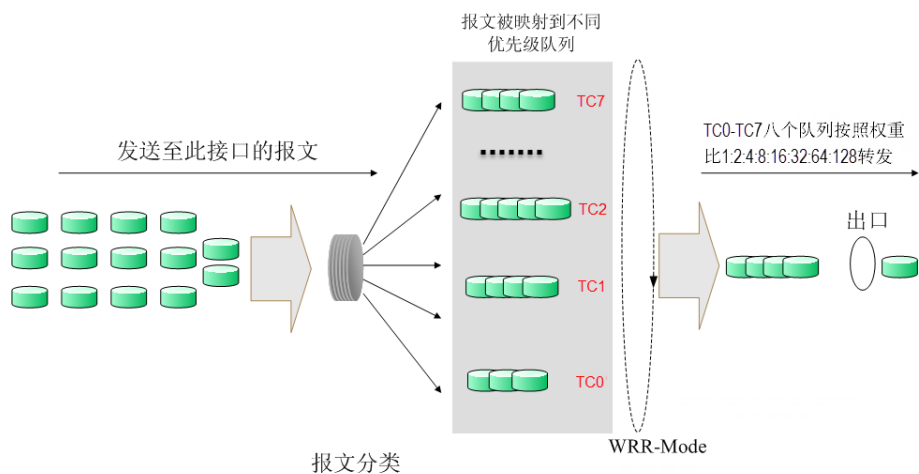 报文被映射到不同
优先级队列
TC7
TC0-TC7八个队列按照权重
比1:2:4:8:16:32:64:128转发
发送至此接口的报文
TC2
出口
TC1
TC0
WRR-Mode
报文分类